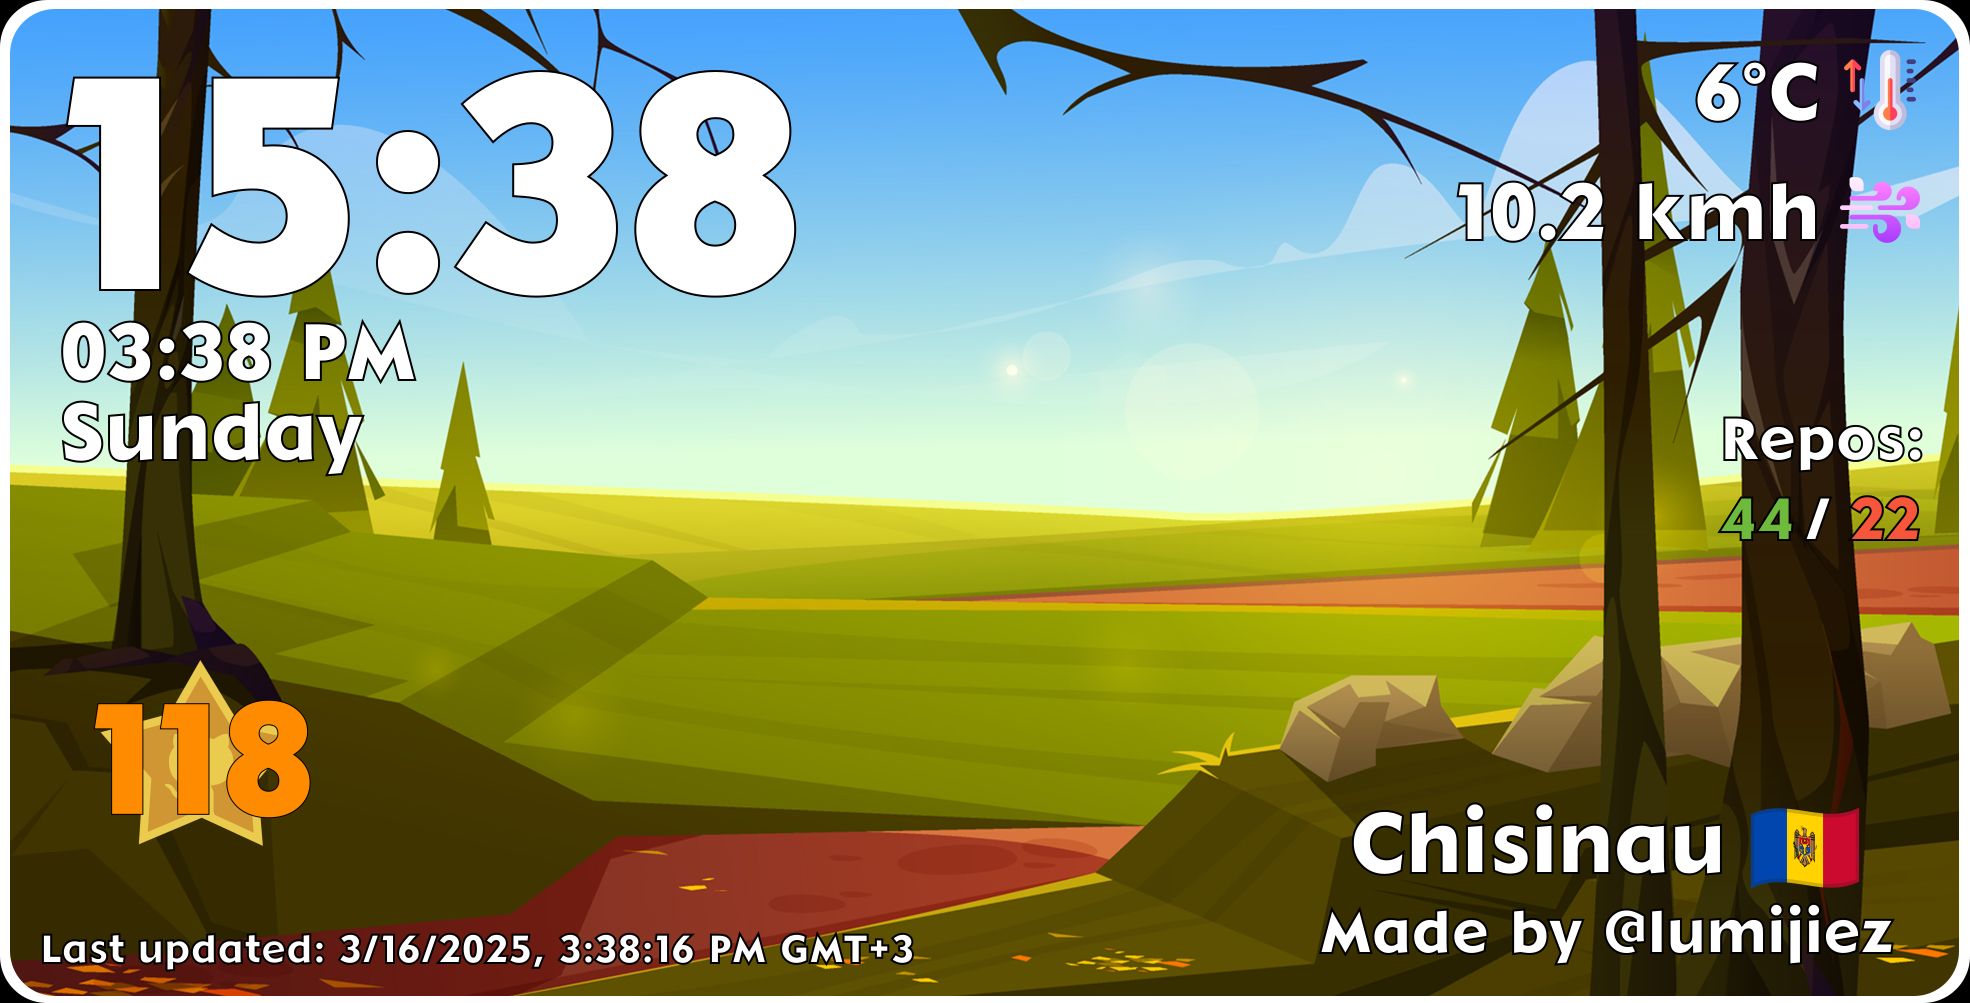 15:38
03:38 PM
Sunday
6°C
10.2 kmh
Repos:
44 / 22
118
Chisinau
Made by @lumijiez
Last updated: 3/16/2025, 3:38:16 PM GMT+3